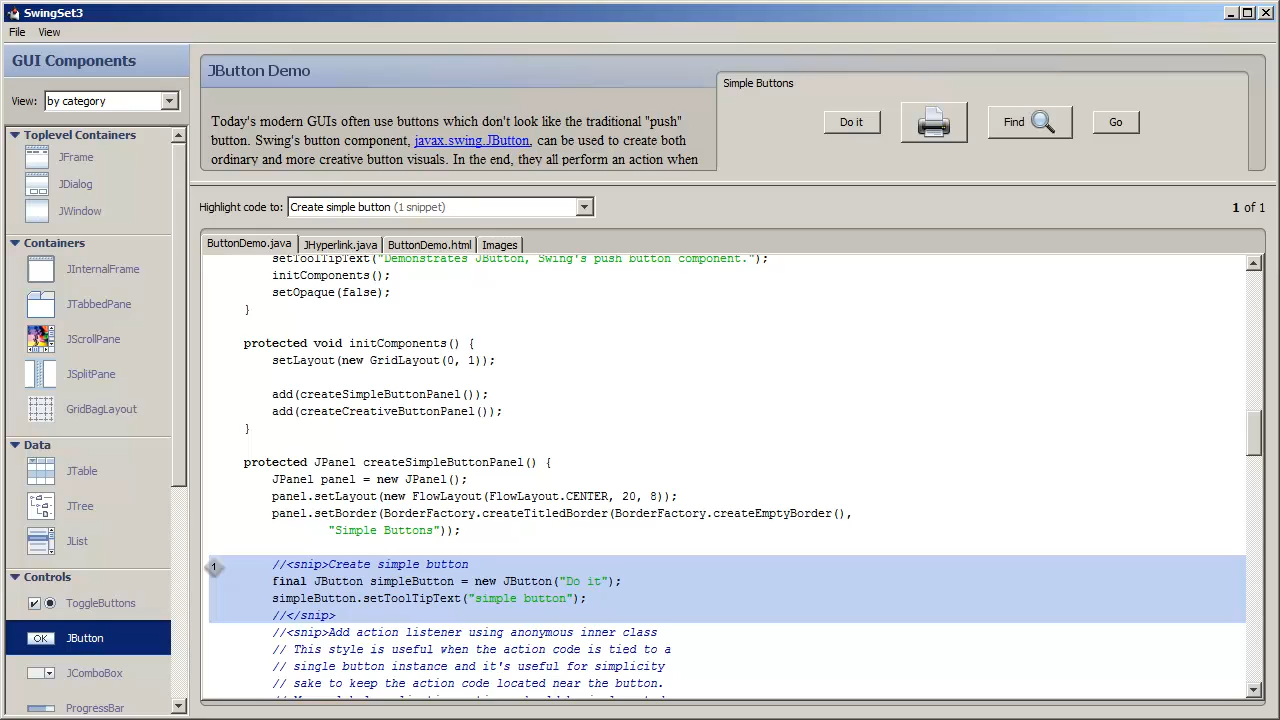 SwingSet3
File View
GUI Components
View: by category
Toplevel Containers
JFrame
JDialog
JWindow
Containers
JInternalFrame
JTabbedPane
JScrollPane
JSplitPane
GridBagLayout
Data
JTable
JTree
JList
Controls
ToggleButtons
OK JButton
JComboBox
ProgressBar
JButton Demo
Today's modern GUIs often use buttons which don't look like the traditional "push"
button. Swing's button component, javax.swing.JButton, can be used to create both
ordinary and more creative button visuals. In the end, they all perform an action when
Simple Buttons
Do it Find Go
Highlight code to: Create simple button (1 snippet) 1 of 1
ButtonDemo.java JHyperlink.java ButtonDemo.html Images
setToolTipText("Demonstrates JButton, Swing's push button component.");
initComponents();
setOpaque(false);
}
protected void initComponents() {
setLayout(new GridLayout(0, 1));
add(createSimpleButtonPanel());
add(createCreativeButtonPanel());
}
protected JPanel createSimpleButtonPanel() {
JPanel panel = new JPanel();
panel.setLayout(new FlowLayout(FlowLayout.CENTER, 20, 8));
panel.setBorder(BorderFactory.createTitledBorder(BorderFactory.createEmptyBorder(),
"Simple Buttons"));
1 //<snip>Create simple button
final JButton simpleButton = new JButton("Do it");
simpleButton.setToolTipText("simple button");
//</snip>
//<snip>Add action listener using anonymous inner class
// This style is useful when the action code is tied to a
// single button instance and it's useful for simplicity
// sake to keep the action code located near the button.